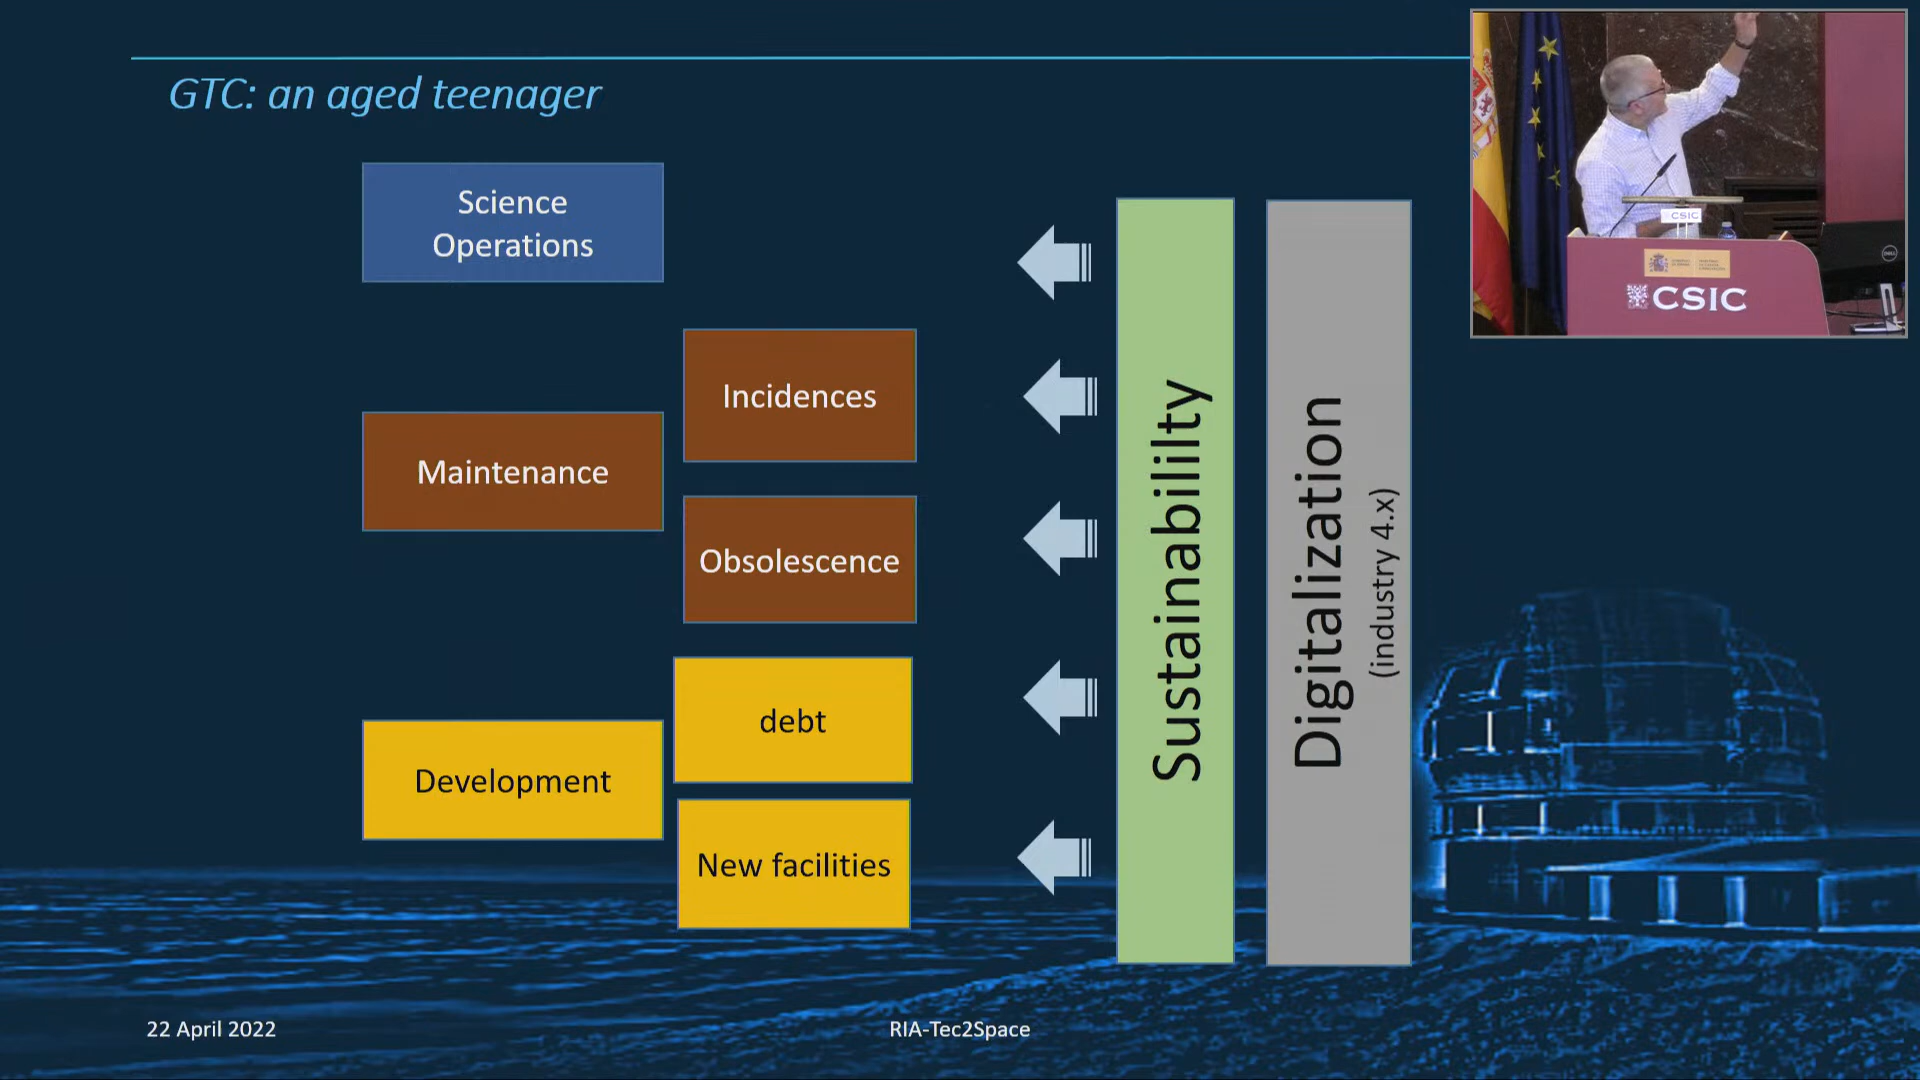 GTC: an aged teenager
Science
Operations
Incidences
Maintenance
Obsolescence
debt
Development
New facilities
Sustainabililty
Digitalization
(industry 4.x)
22 April 2022
RIA-Tec2Space
CSIC
CSIC
DELL